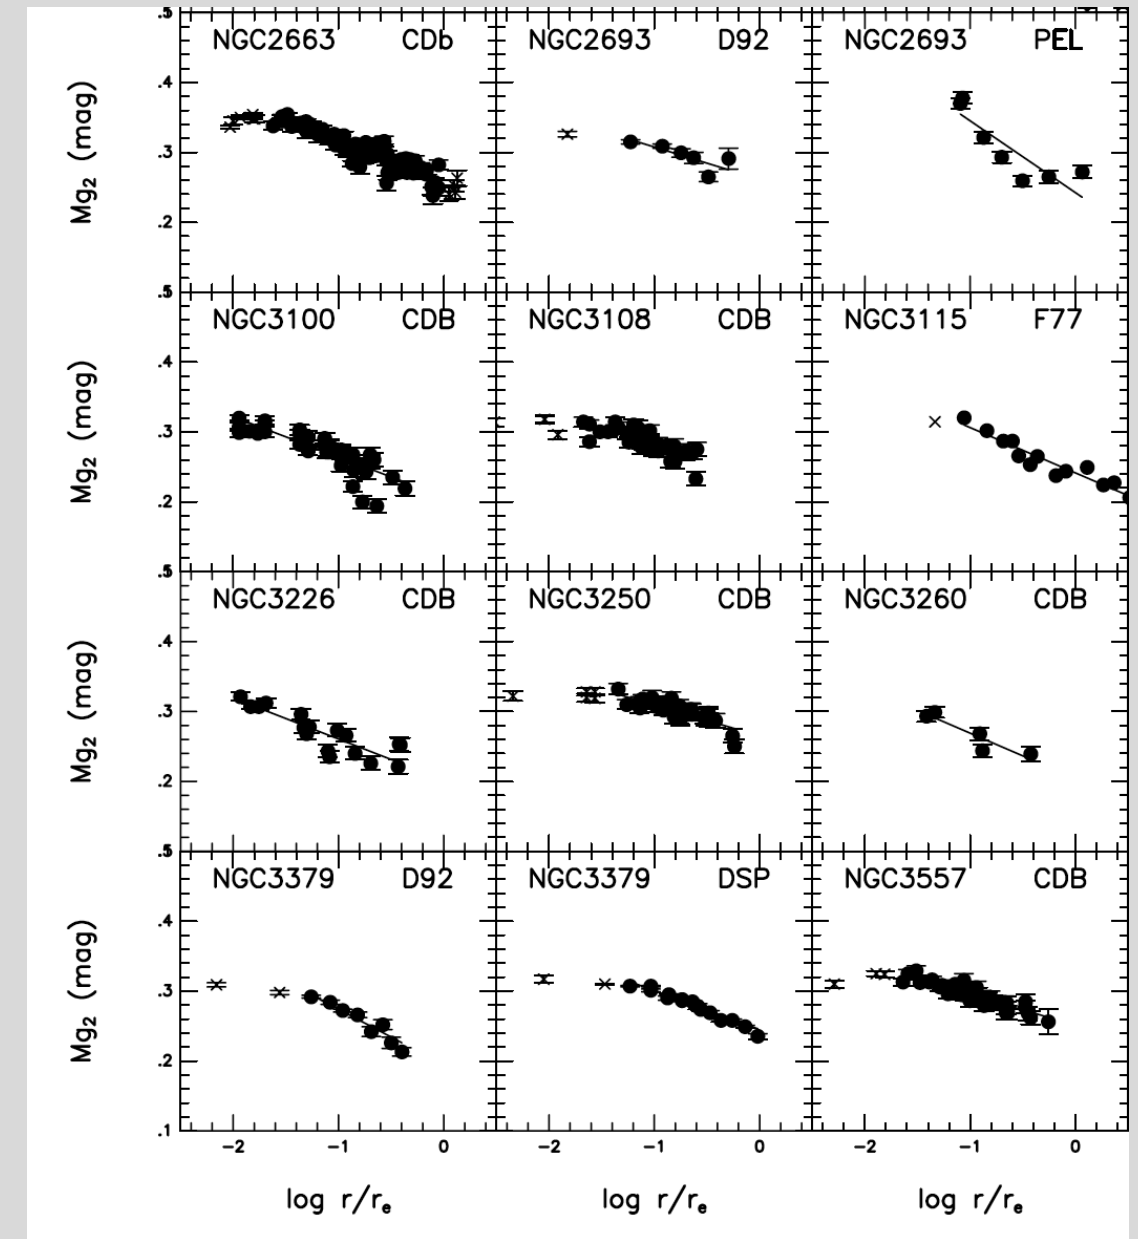 .5 NGC2663 CDb NGC2693 D92 NGC2693 PEL
.4
Mg2 (mag)
.3
.2
.5 NGC3100 CDB NGC3108 CDB NGC3115 F77
.4
Mg2 (mag)
.3
.2
.5 NGC3226 CDB NGC3250 CDB NGC3260 CDB
.4
Mg2 (mag)
.3
.2
.5 NGC3379 D92 NGC3379 DSP NGC3557 CDB
.4
Mg2 (mag)
.3
.2
.1
−2 −1 0 −2 −1 0 −2 −1 0
log r/re log r/re log r/re